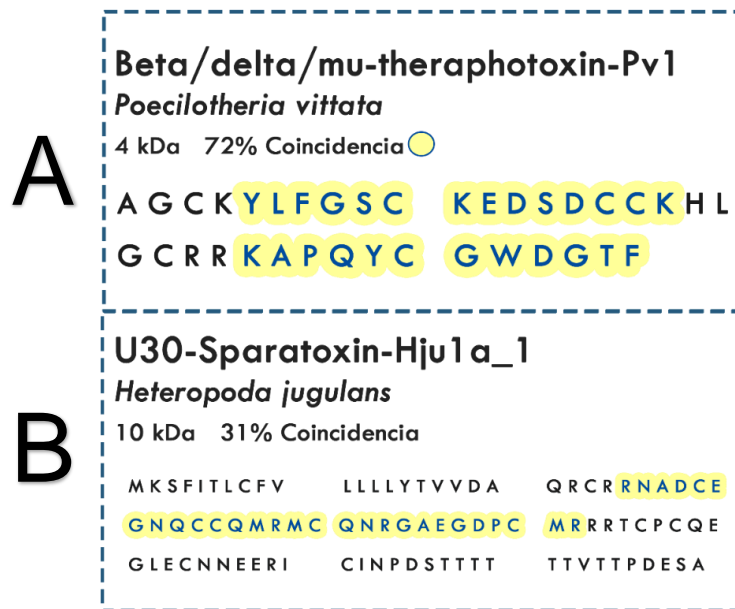 A
Beta/delta/mu-theraphotoxin-Pv1
Poecilotheria vittata
4 kDa 72% Coincidencia
A G C K Y L F G S C K E D S D C C K H L
G C R R K A P Q Y C G W D G T F
B
U30-Sparatoxin-Hju1a_1
Heteropoda jugulans
10 kDa 31% Coincidencia
M K S F I T L C F V L L L L Y T V V D A Q R C R R N A D C E
G N Q C C Q M R M C Q N R G A E G D P C M R R R T C P C Q E
G L E C N N E E R I C I N P D S T T T T T T V T T P D E S A